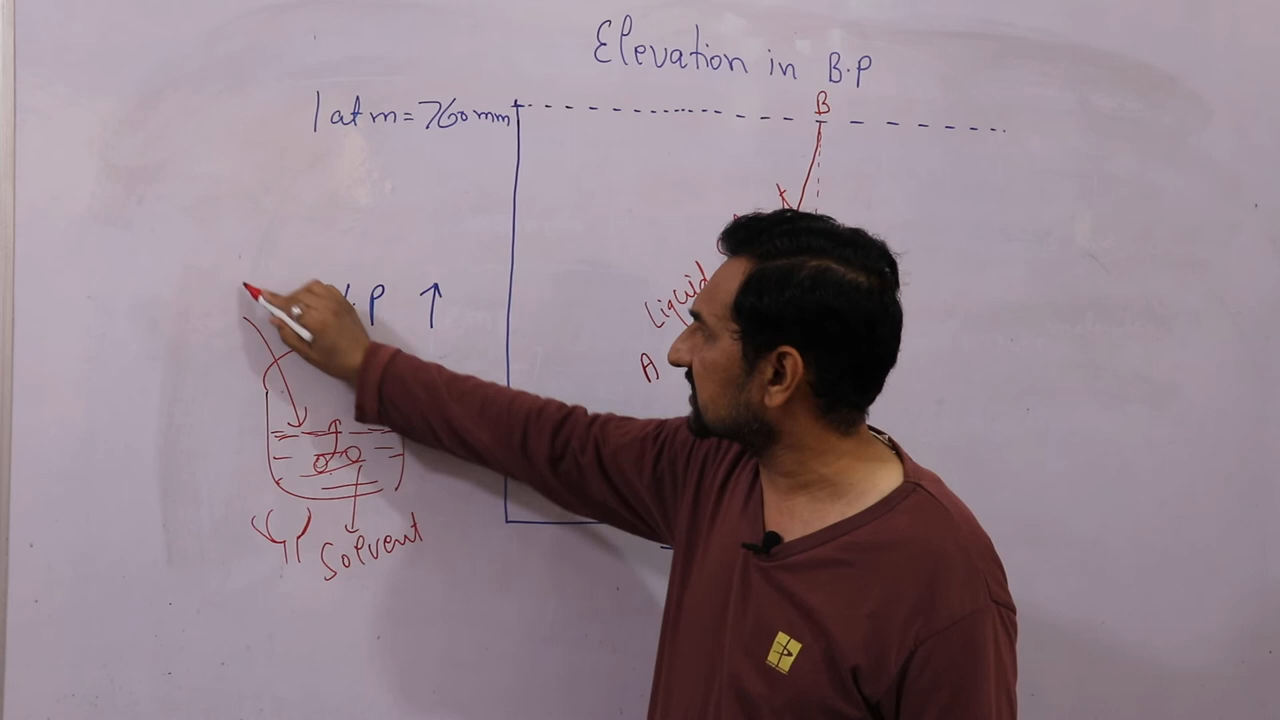 Elevation in B.P
B
1 atm = 760 mm
Liquid
P ↑
A
Solvent